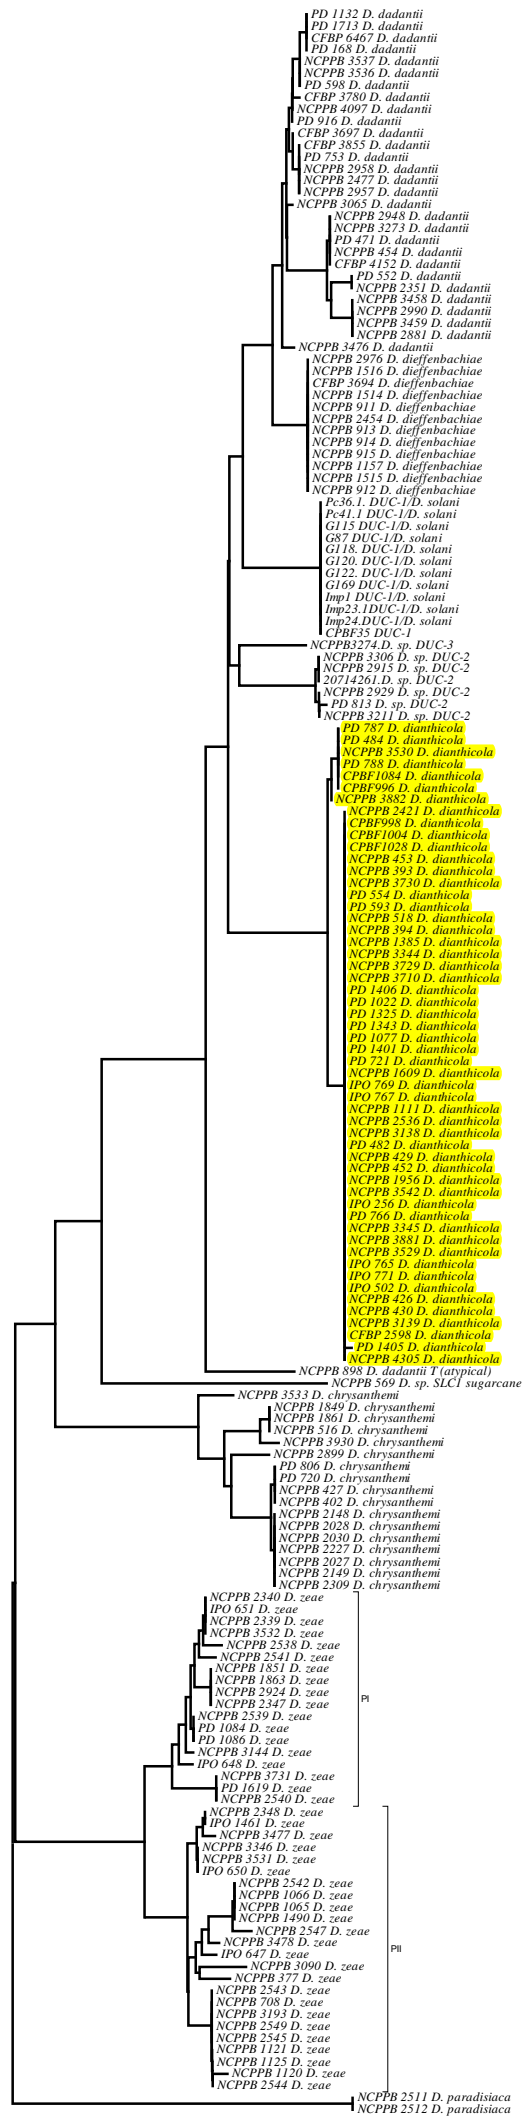 PD 1132 D. dadantii
PD 1713 D. dadantii
CFBP 6467 D. dadantii
PD 168 D. dadantii
NCPPB 3537 D. dadantii
NCPPB 3536 D. dadantii
PD 598 D. dadantii
CFBP 3780 D. dadantii
NCPPB 4097 D. dadantii
PD 916 D. dadantii
CFBP 3697 D. dadantii
CFBP 3855 D. dadantii
PD 753 D. dadantii
NCPPB 2958 D. dadantii
NCPPB 2477 D. dadantii
NCPPB 2957 D. dadantii
NCPPB 3065 D. dadantii
NCPPB 2948 D. dadantii
NCPPB 3273 D. dadantii
PD 471 D. dadantii
NCPPB 454 D. dadantii
CFBP 4152 D. dadantii
PD 552 D. dadantii
NCPPB 2351 D. dadantii
NCPPB 3458 D. dadantii
NCPPB 2990 D. dadantii
NCPPB 3459 D. dadantii
NCPPB 2881 D. dadantii
NCPPB 3476 D. dadantii
NCPPB 2976 D. dieffenbachiae
NCPPB 1516 D. dieffenbachiae
CFBP 3694 D. dieffenbachiae
NCPPB 1514 D. dieffenbachiae
NCPPB 911 D. dieffenbachiae
NCPPB 2454 D. dieffenbachiae
NCPPB 913 D. dieffenbachiae
NCPPB 914 D. dieffenbachiae
NCPPB 915 D. dieffenbachiae
NCPPB 1157 D. dieffenbachiae
NCPPB 1515 D. dieffenbachiae
NCPPB 912 D. dieffenbachiae
Pc36.1. DUC-1/D. solani
Pc41.1 DUC-1/D. solani
G115 DUC-1/D. solani
G87 DUC-1/D. solani
G118. DUC-1/D. solani
G120. DUC-1/D. solani
G122. DUC-1/D. solani
G169 DUC-1/D. solani
Imp1 DUC-1/D. solani
Imp23.1DUC-1/D. solani
Imp24.DUC-1/D. solani
CPBF35 DUC-1
NCPPB3274.D. sp. DUC-3
NCPPB 3306 D. sp. DUC-2
NCPPB 2915 D. sp. DUC-2
20714261.D. sp. DUC-2
NCPPB 2929 D. sp. DUC-2
PD 813 D. sp. DUC-2
NCPPB 3211 D. sp. DUC-2
PD 787 D. dianthicola
PD 484 D. dianthicola
NCPPB 3530 D. dianthicola
PD 788 D. dianthicola
CPBF1084 D. dianthicola
CPBF996 D. dianthicola
NCPPB 3882 D. dianthicola
NCPPB 2421 D. dianthicola
CPBF998 D. dianthicola
CPBF1004 D. dianthicola
CPBF1028 D. dianthicola
NCPPB 453 D. dianthicola
NCPPB 393 D. dianthicola
NCPPB 3730 D. dianthicola
PD 554 D. dianthicola
PD 593 D. dianthicola
NCPPB 518 D. dianthicola
NCPPB 394 D. dianthicola
NCPPB 1385 D. dianthicola
NCPPB 3344 D. dianthicola
NCPPB 3729 D. dianthicola
NCPPB 3710 D. dianthicola
PD 1406 D. dianthicola
PD 1022 D. dianthicola
PD 1325 D. dianthicola
PD 1343 D. dianthicola
PD 1077 D. dianthicola
PD 1401 D. dianthicola
PD 721 D. dianthicola
NCPPB 1609 D. dianthicola
IPO 769 D. dianthicola
IPO 767 D. dianthicola
NCPPB 1111 D. dianthicola
NCPPB 2536 D. dianthicola
NCPPB 3138 D. dianthicola
PD 482 D. dianthicola
NCPPB 429 D. dianthicola
NCPPB 452 D. dianthicola
NCPPB 1956 D. dianthicola
NCPPB 3542 D. dianthicola
IPO 256 D. dianthicola
PD 766 D. dianthicola
NCPPB 3345 D. dianthicola
NCPPB 3881 D. dianthicola
NCPPB 3529 D. dianthicola
IPO 765 D. dianthicola
IPO 771 D. dianthicola
IPO 502 D. dianthicola
NCPPB 426 D. dianthicola
NCPPB 430 D. dianthicola
NCPPB 3139 D. dianthicola
CFBP 2598 D. dianthicola
PD 1405 D. dianthicola
NCPPB 4305 D. dianthicola
NCPPB 898 D. dadantii T (atypical)
NCPPB 569 D. sp. SLC1 sugarcane
NCPPB 3533 D. chrysanthemi
NCPPB 1849 D. chrysanthemi
NCPPB 1861 D. chrysanthemi
NCPPB 516 D. chrysanthemi
NCPPB 3930 D. chrysanthemi
NCPPB 2899 D. chrysanthemi
PD 806 D. chrysanthemi
PD 720 D. chrysanthemi
NCPPB 427 D. chrysanthemi
NCPPB 402 D. chrysanthemi
NCPPB 2148 D. chrysanthemi
NCPPB 2028 D. chrysanthemi
NCPPB 2030 D. chrysanthemi
NCPPB 2227 D. chrysanthemi
NCPPB 2027 D. chrysanthemi
NCPPB 2149 D. chrysanthemi
NCPPB 2309 D. chrysanthemi
NCPPB 2340 D. zeae
IPO 651 D. zeae
NCPPB 2339 D. zeae
NCPPB 3532 D. zeae
NCPPB 2538 D. zeae
NCPPB 2541 D. zeae
NCPPB 1851 D. zeae
NCPPB 1863 D. zeae
NCPPB 2924 D. zeae
NCPPB 2347 D. zeae
PI
NCPPB 2539 D. zeae
PD 1084 D. zeae
PD 1086 D. zeae
NCPPB 3144 D. zeae
IPO 648 D. zeae
NCPPB 3731 D. zeae
PD 1619 D. zeae
NCPPB 2540 D. zeae
NCPPB 2348 D. zeae
IPO 1461 D. zeae
NCPPB 3477 D. zeae
NCPPB 3346 D. zeae
NCPPB 3531 D. zeae
IPO 650 D. zeae
NCPPB 2542 D. zeae
NCPPB 1066 D. zeae
NCPPB 1065 D. zeae
NCPPB 1490 D. zeae
NCPPB 2547 D. zeae
NCPPB 3478 D. zeae
PII
IPO 647 D. zeae
NCPPB 3090 D. zeae
NCPPB 377 D. zeae
NCPPB 2543 D. zeae
NCPPB 708 D. zeae
NCPPB 3193 D. zeae
NCPPB 2549 D. zeae
NCPPB 2545 D. zeae
NCPPB 1121 D. zeae
NCPPB 1125 D. zeae
NCPPB 1120 D. zeae
NCPPB 2544 D. zeae
NCPPB 2511 D. paradisiaca
NCPPB 2512 D. paradisiaca